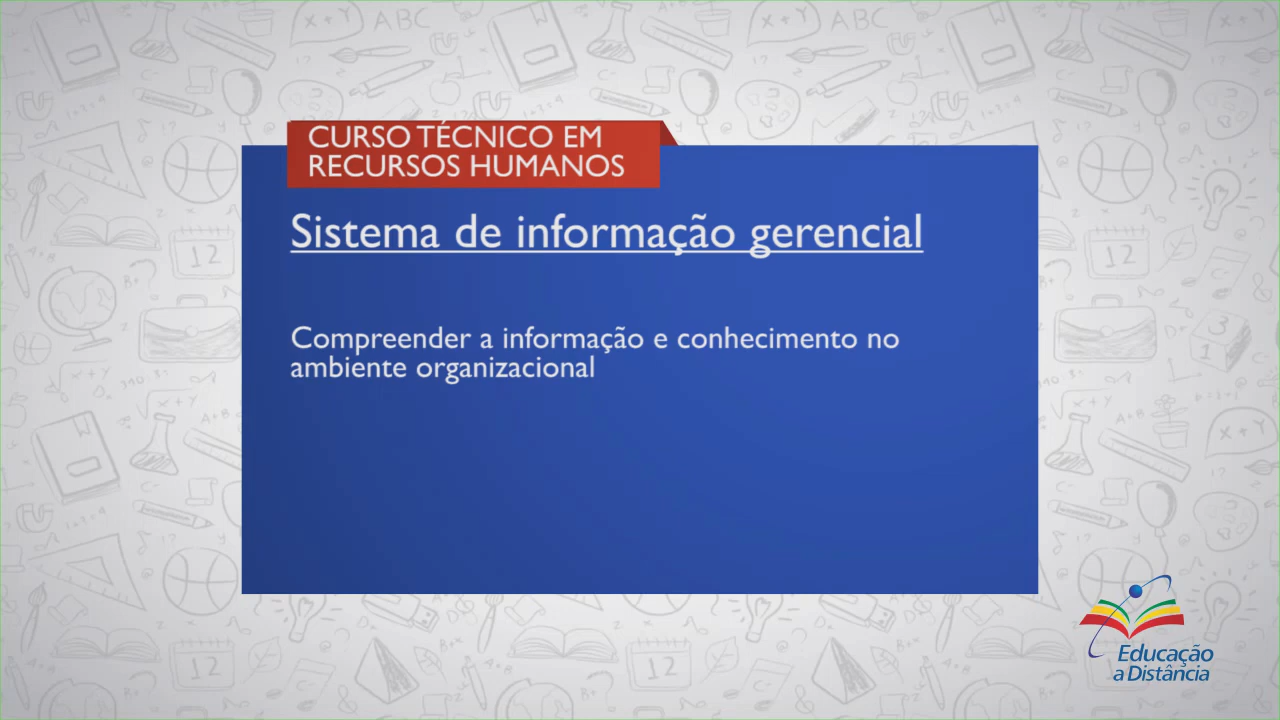 CURSO TÉCNICO EM
RECURSOS HUMANOS
Sistema de informação gerencial
Compreender a informação e conhecimento no
ambiente organizacional
Educação
a Distância